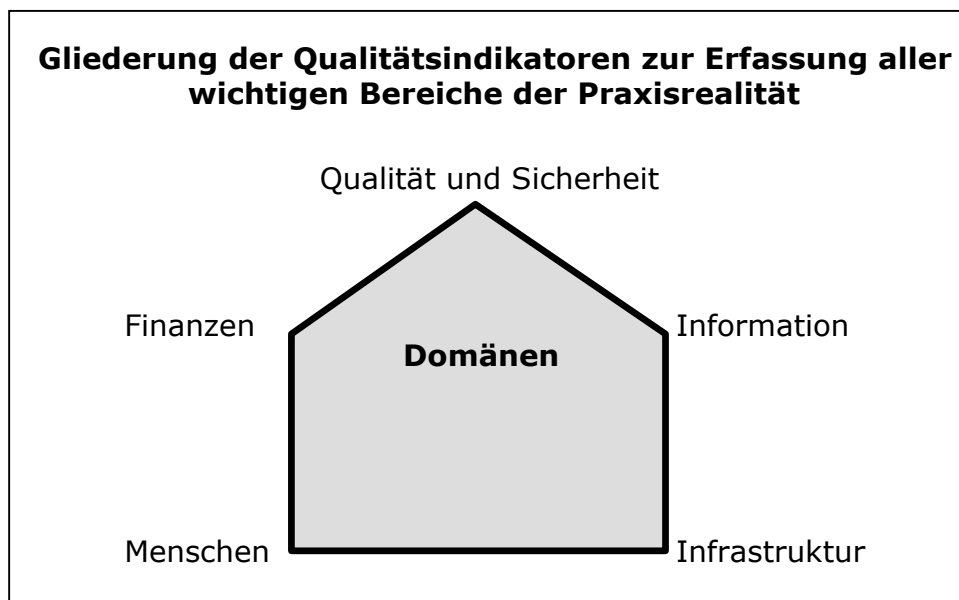 Gliederung der Qualitätsindikatoren zur Erfassung aller
wichtigen Bereiche der Praxisrealität
Qualität und Sicherheit
Finanzen
Information
Domänen
Menschen
Infrastruktur